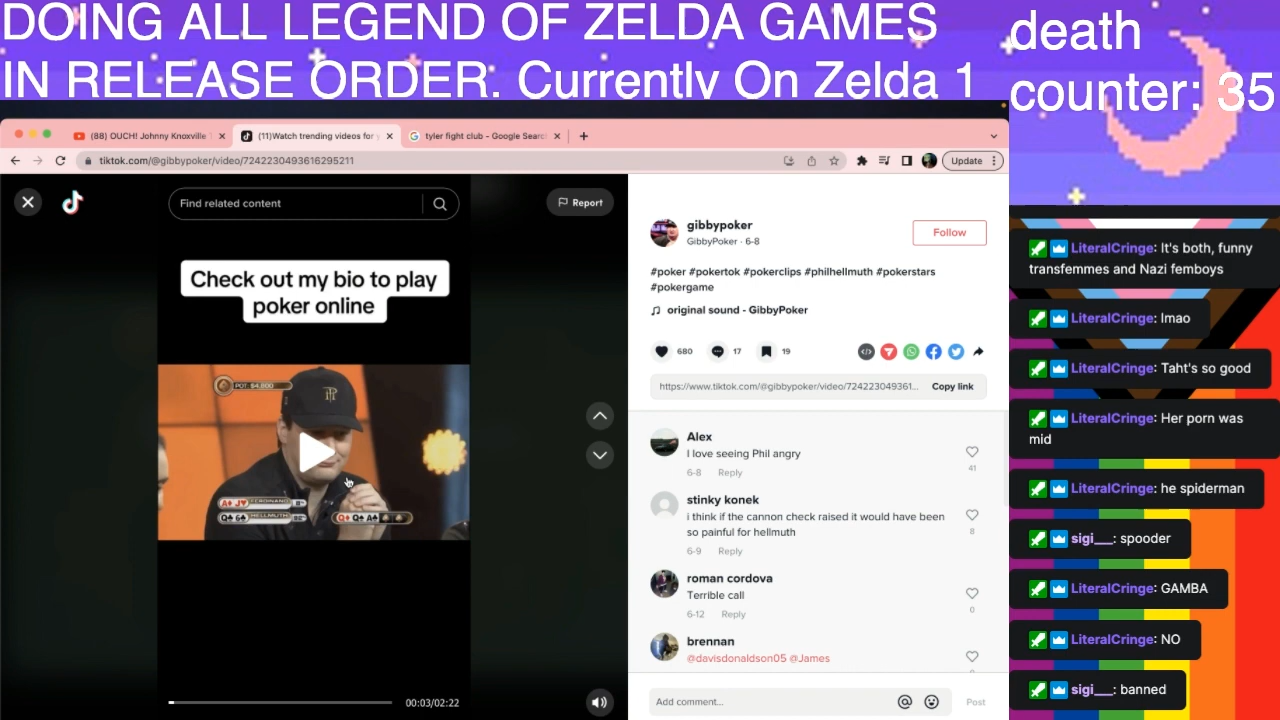 DOING ALL LEGEND OF ZELDA GAMES
IN RELEASE ORDER. Currently On Zelda 1
death
counter: 35
(88) OUCH! Johnny Knoxville
(11)Watch trending videos for y
tyler fight club - Google Searc
tiktok.com/@gibbypoker/video/7242230493616295211
Update
Find related content
Report
Check out my bio to play
poker online
POT: $4,800
FERDINAND
HELLMUTH
00:03/02:22
gibbypoker
GibbyPoker · 6-8
Follow
#poker #pokertok #pokerclips #philhellmuth #pokerstars
#pokergame
original sound - GibbyPoker
680
17
19
https://www.tiktok.com/@gibbypoker/video/724223049361...
Copy link
Alex
I love seeing Phil angry
6-8 Reply
41
stinky konek
i think if the cannon check raised it would have been
so painful for hellmuth
6-9 Reply
8
roman cordova
Terrible call
6-12 Reply
0
brennan
@davisdonaldson05 @James
Add comment...
Post
LiteralCringe: It's both, funny
transfemmes and Nazi femboys
LiteralCringe: lmao
LiteralCringe: Taht's so good
LiteralCringe: Her porn was
mid
LiteralCringe: he spiderman
sigi__: spooder
LiteralCringe: GAMBA
LiteralCringe: NO
sigi__: banned